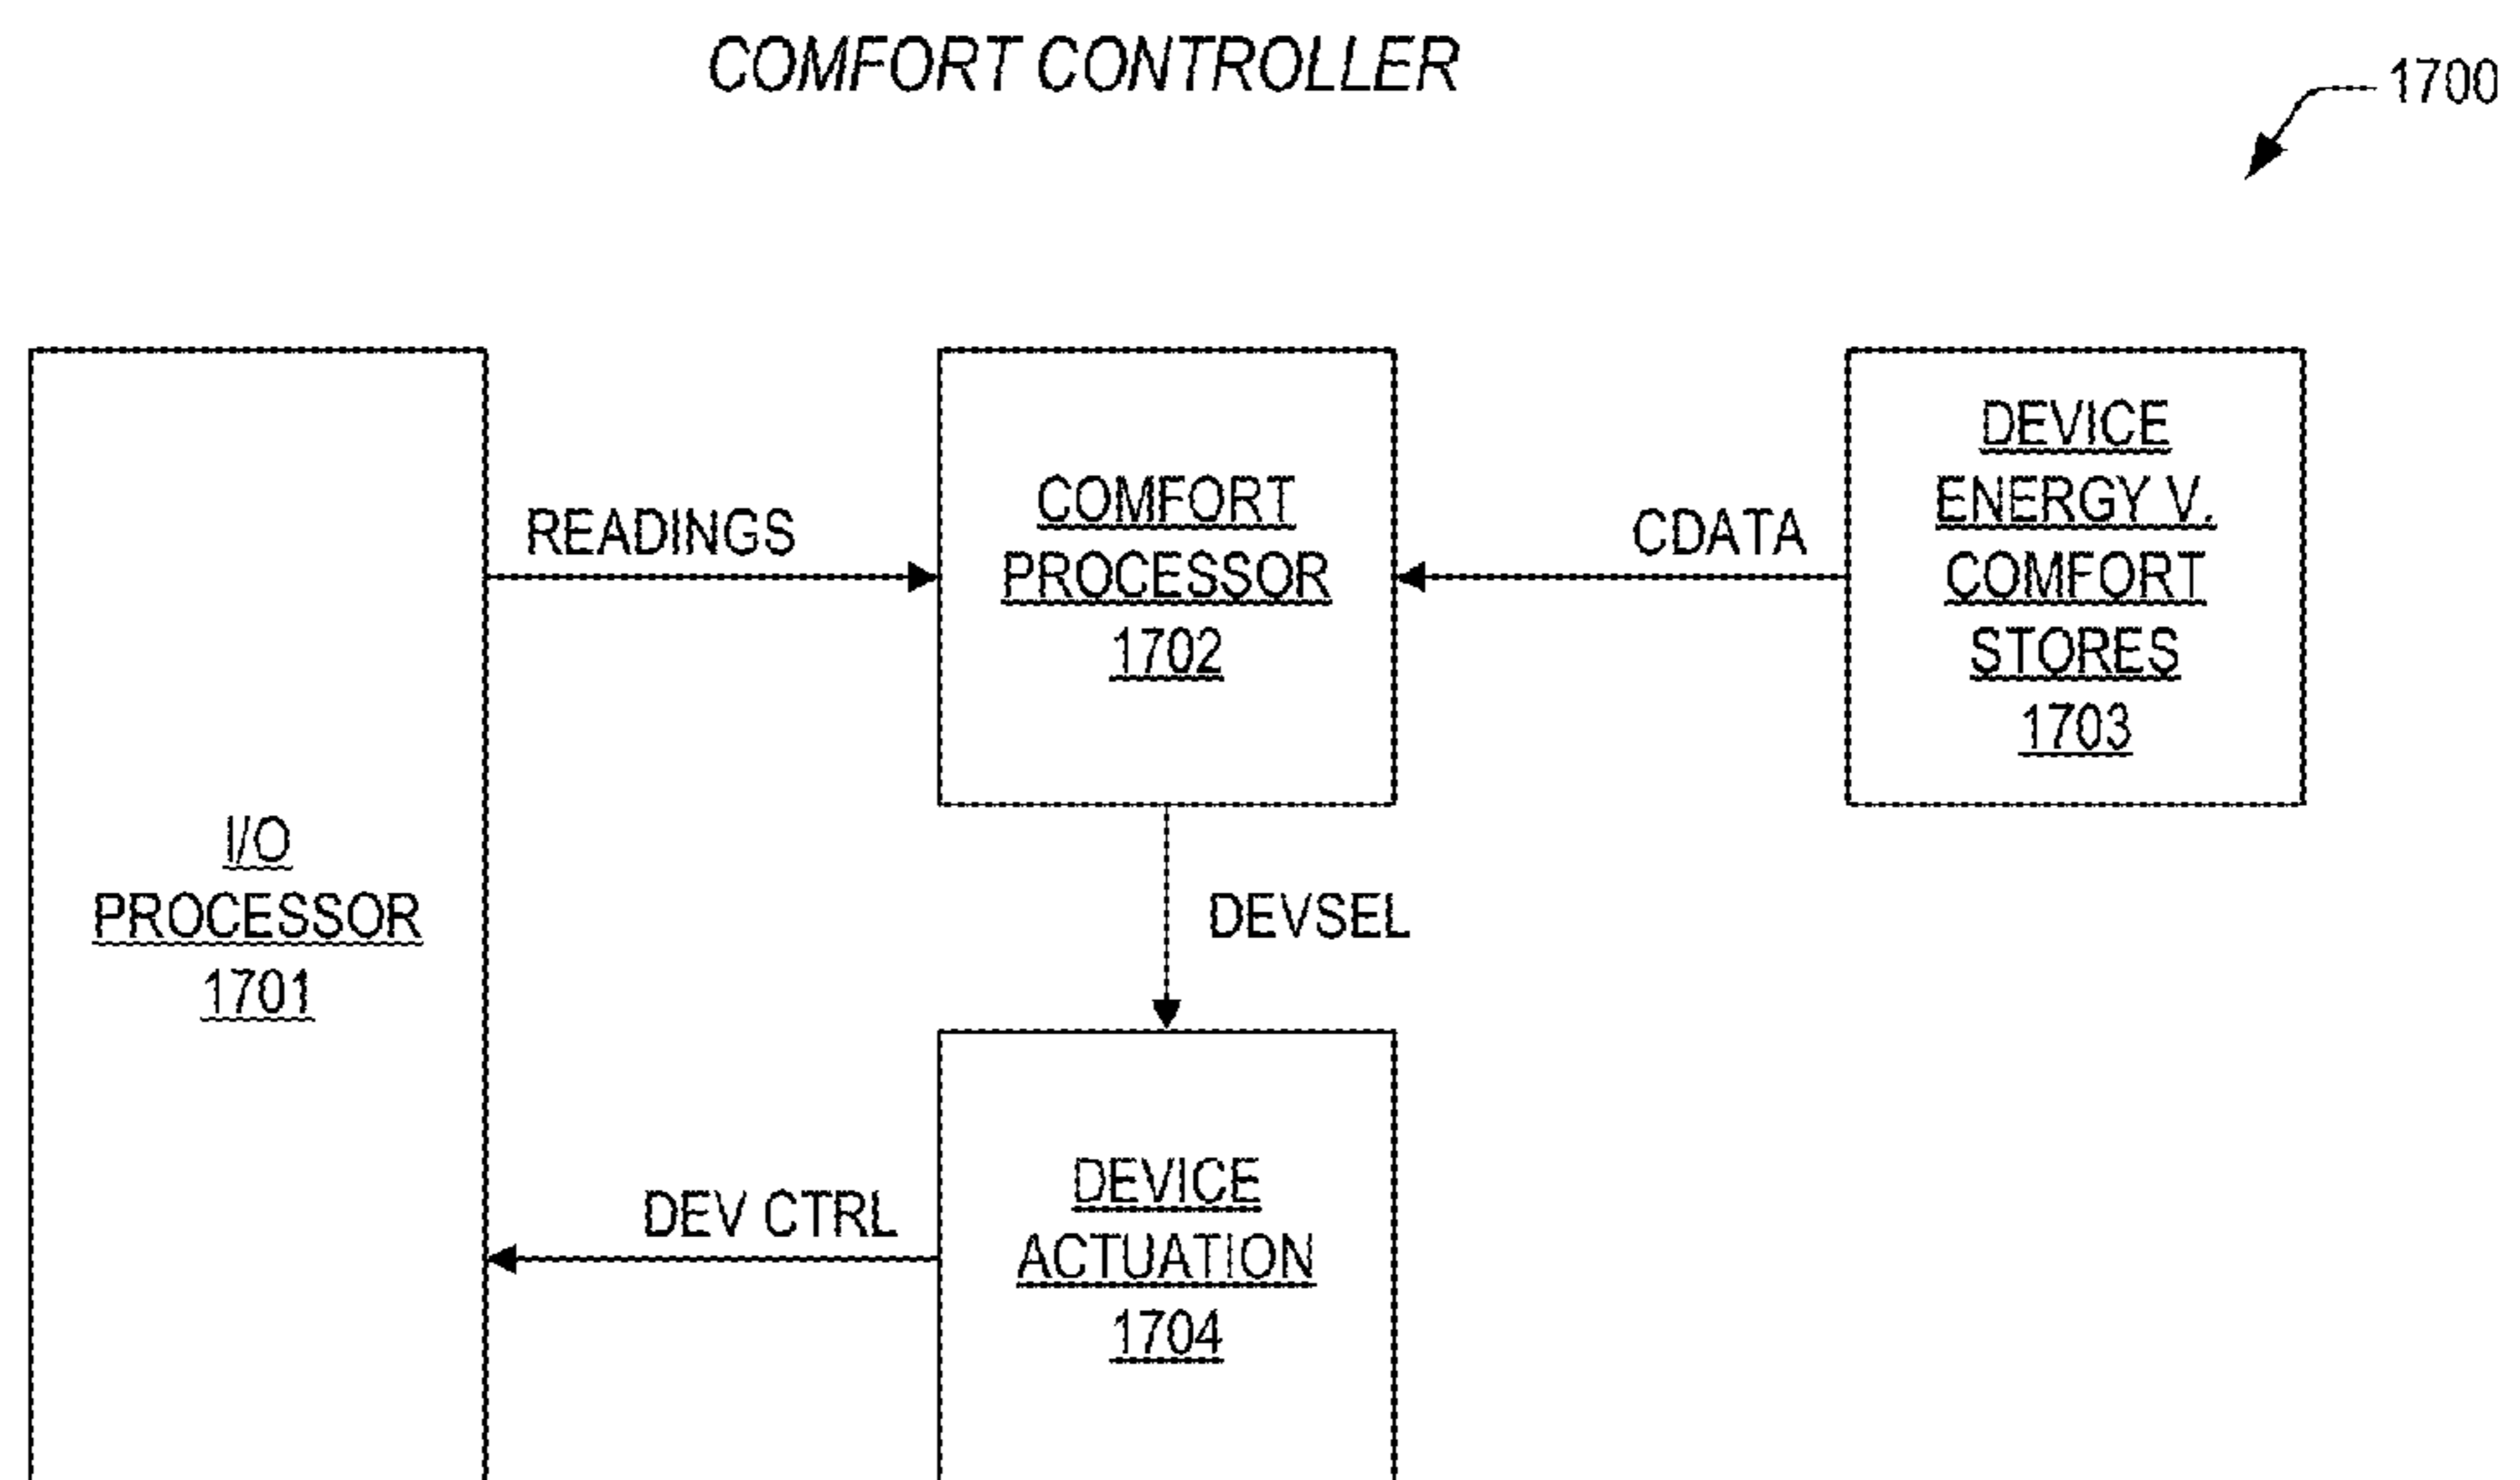 COMFORT CONTROLLER
1700
READINGS
COMFORT
PROCESSOR
1702
CDATA
DEVICE
ENERGY V.
COMFORT
STORES
1703
I/O
PROCESSOR
1701
DEVSEL
DEV CTRL
DEVICE
ACTUATION
1704